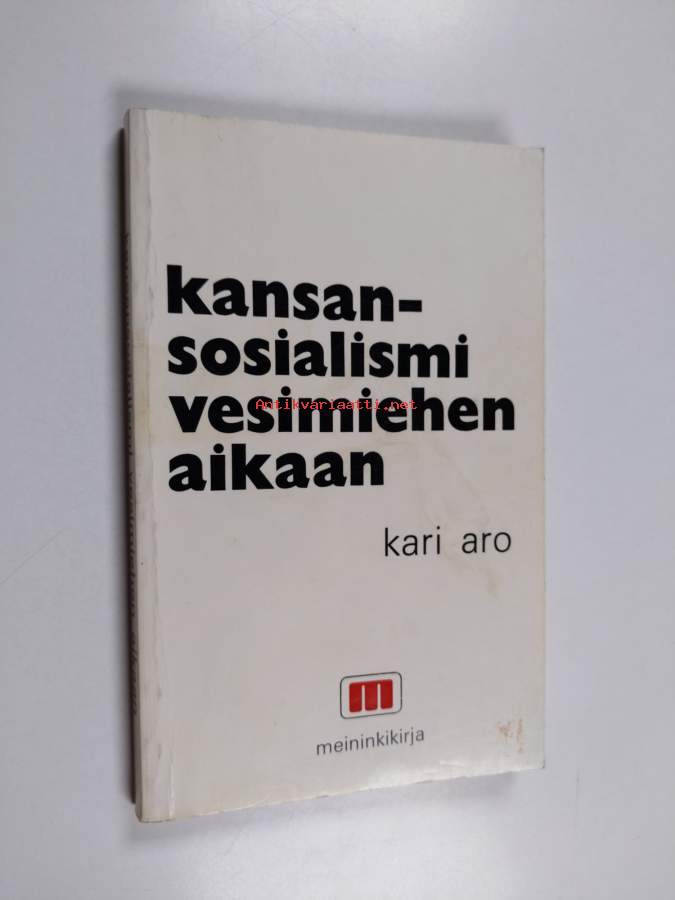 kansan-
sosialismi
vesimiehen
Antikvariaatti.net
aikaan
kari aro
m
meininkikirja